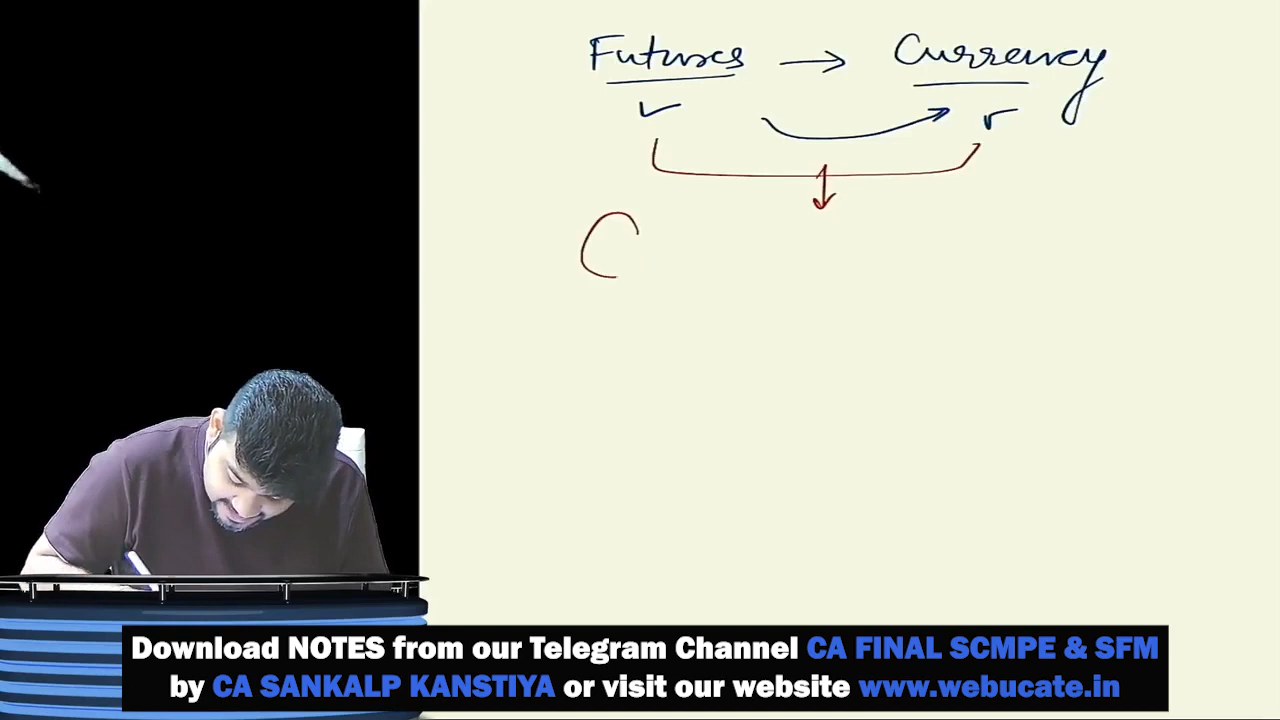 Futures → Currency
C
Download NOTES from our Telegram Channel CA FINAL SCMPE & SFM
by CA SANKALP KANSTIYA or visit our website www.webucate.in